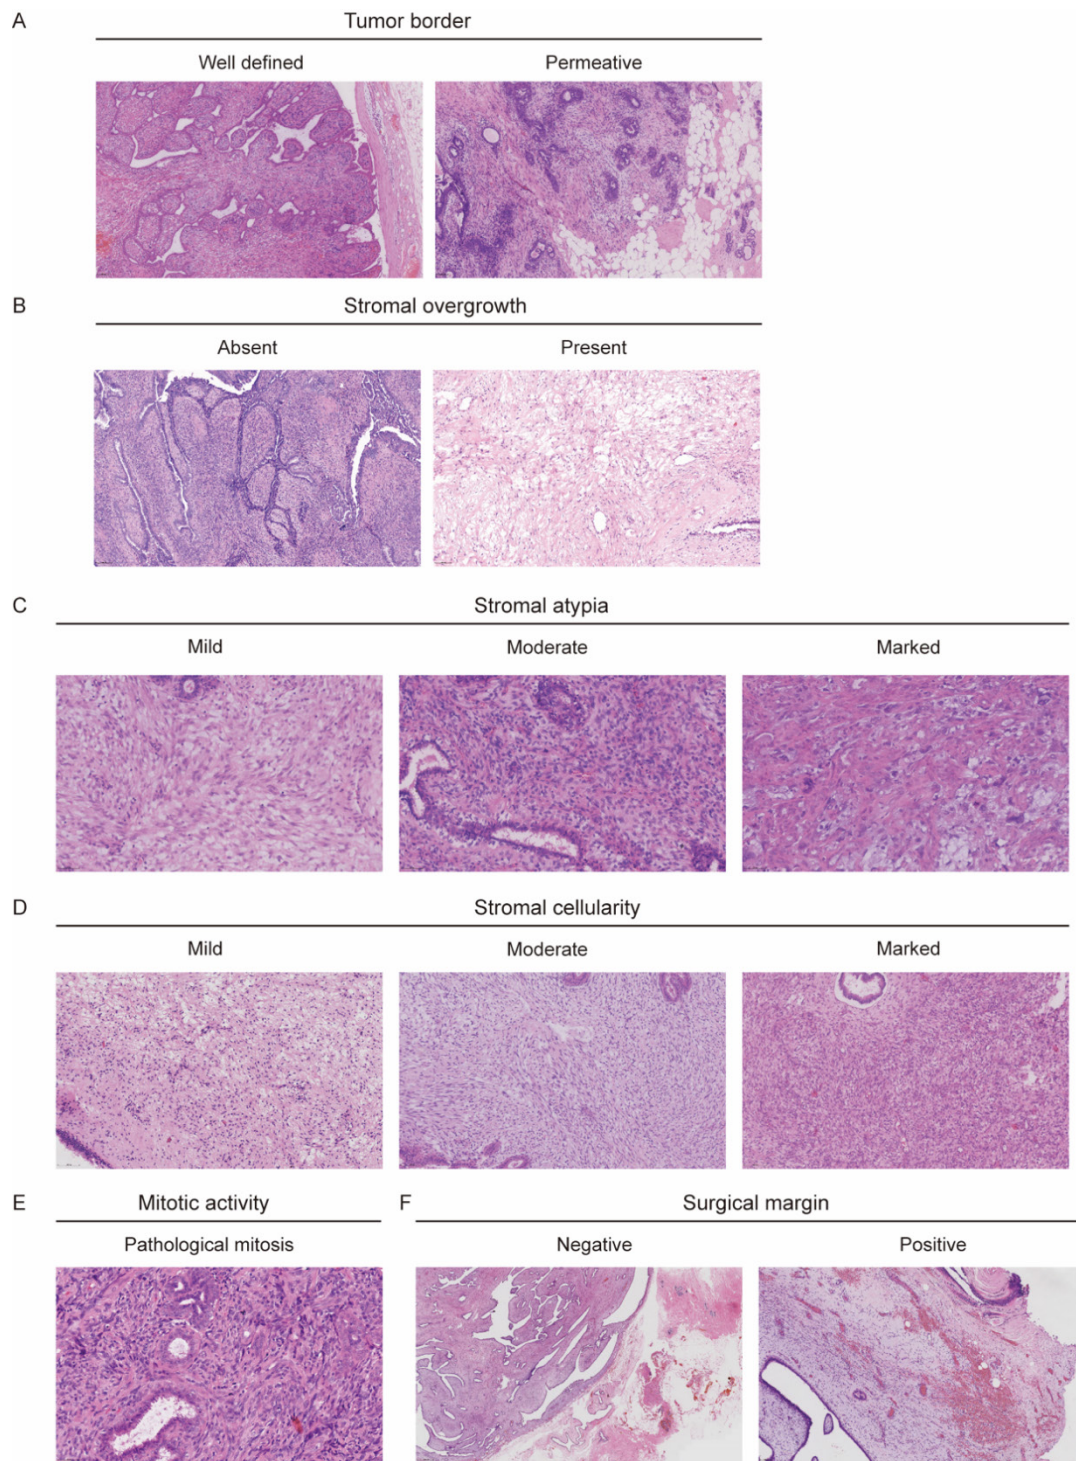 A
Tumor border
Well defined
Permeative
B
Stromal overgrowth
Absent
Present
C
Stromal atypia
Mild
Moderate
Marked
D
Stromal cellularity
Mild
Moderate
Marked
E
Mitotic activity
Pathological mitosis
F
Surgical margin
Negative
Positive